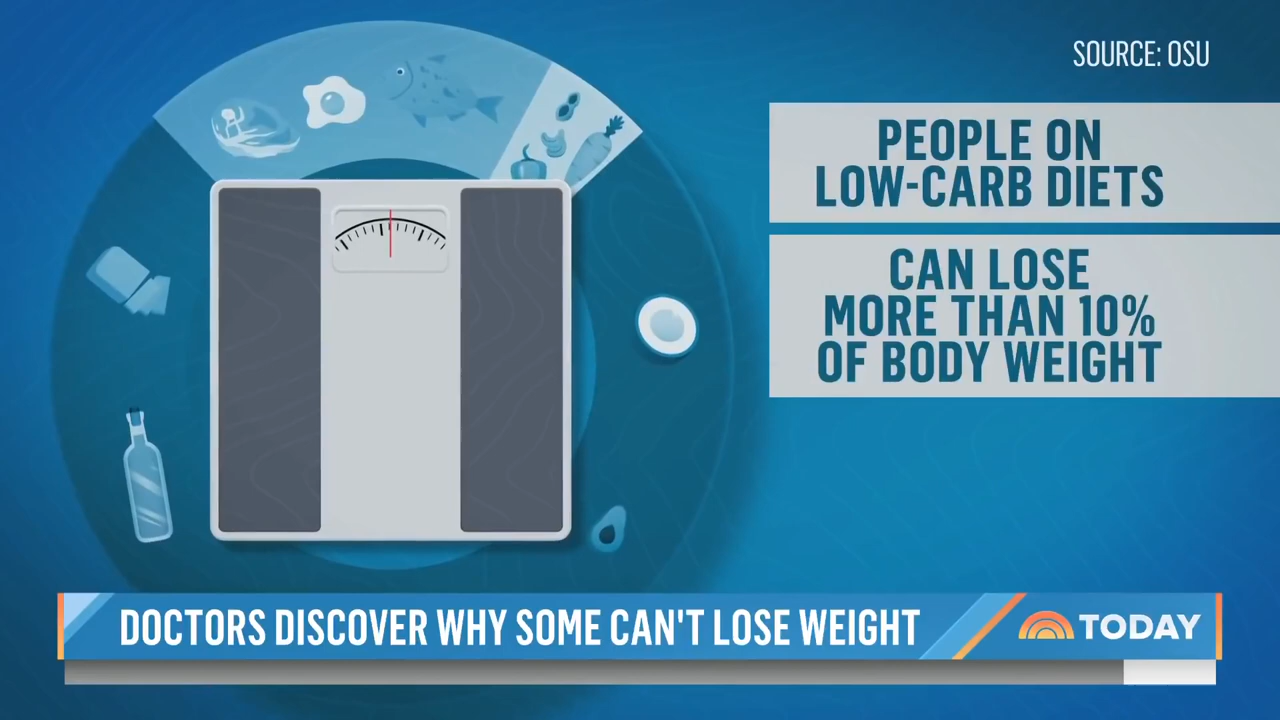 SOURCE: OSU
PEOPLE ON
LOW-CARB DIETS
CAN LOSE
MORE THAN 10%
OF BODY WEIGHT
DOCTORS DISCOVER WHY SOME CAN'T LOSE WEIGHT
TODAY